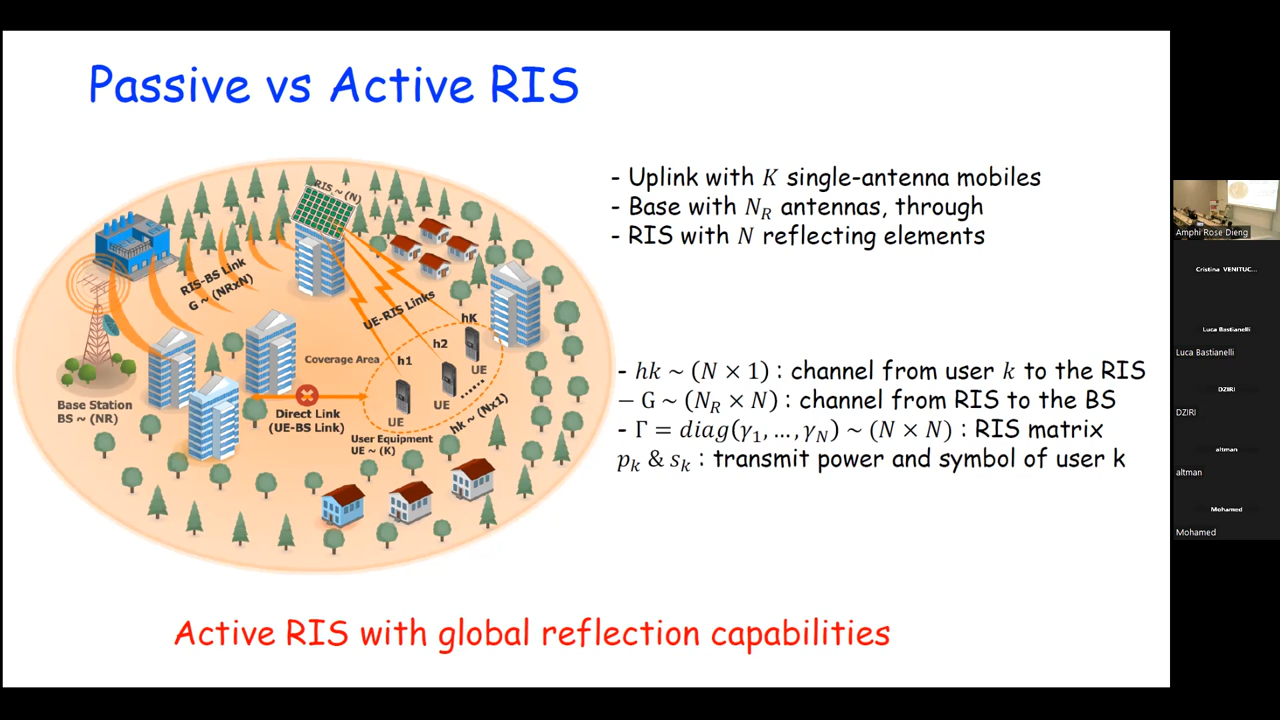 Passive vs Active RIS
- Uplink with K single-antenna mobiles
- Base with N_R antennas, through
- RIS with N reflecting elements
- hk ~ (N × 1) : channel from user k to the RIS
− G ~ (N_R × N) : channel from RIS to the BS
- Γ = diag(γ_1, …, γ_N) ~ (N × N) : RIS matrix
p_k & s_k : transmit power and symbol of user k
RIS ~ (N)
RIS-BS Link
G ~ (NRxN)
UE-RIS Links
hK
h2
h1
Coverage Area
UE
UE
UE
hk ~ (Nx1)
Direct Link
(UE-BS Link)
Base Station
BS ~ (NR)
User Equipment
UE ~ (K)
Active RIS with global reflection capabilities
Amphi Rose Dieng
Cristina VENITUC...
Luca Bastianelli
Luca Bastianelli
DZIRI
DZIRI
altman
altman
Mohamed
Mohamed